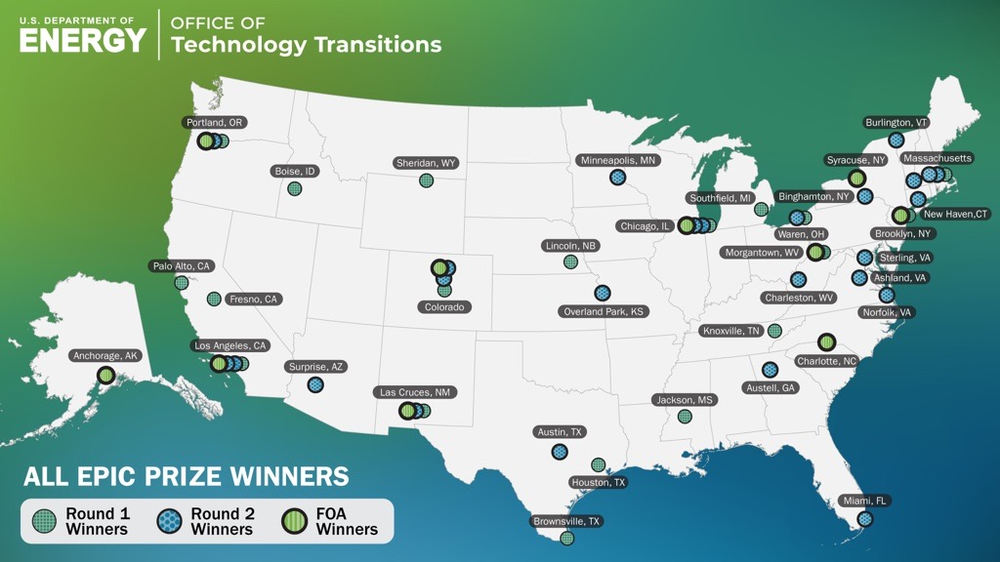 U.S. DEPARTMENT OF
ENERGY
OFFICE OF
Technology Transitions
Portland, OR
Boise, ID
Sheridan, WY
Minneapolis, MN
Southfield, MI
Chicago, IL
Burlington, VT
Syracuse, NY
Massachusetts
Binghamton, NY
New Haven,CT
Waren, OH
Brooklyn, NY
Morgantown, WV
Sterling, VA
Ashland, VA
Charleston, WV
Norfolk, VA
Palo Alto, CA
Fresno, CA
Lincoln, NB
Colorado
Overland Park, KS
Knoxville, TN
Charlotte, NC
Anchorage, AK
Los Angeles, CA
Surprise, AZ
Las Cruces, NM
Austell, GA
Jackson, MS
Austin, TX
Houston, TX
Brownsville, TX
Miami, FL
ALL EPIC PRIZE WINNERS
Round 1
Winners
Round 2
Winners
FOA
Winners